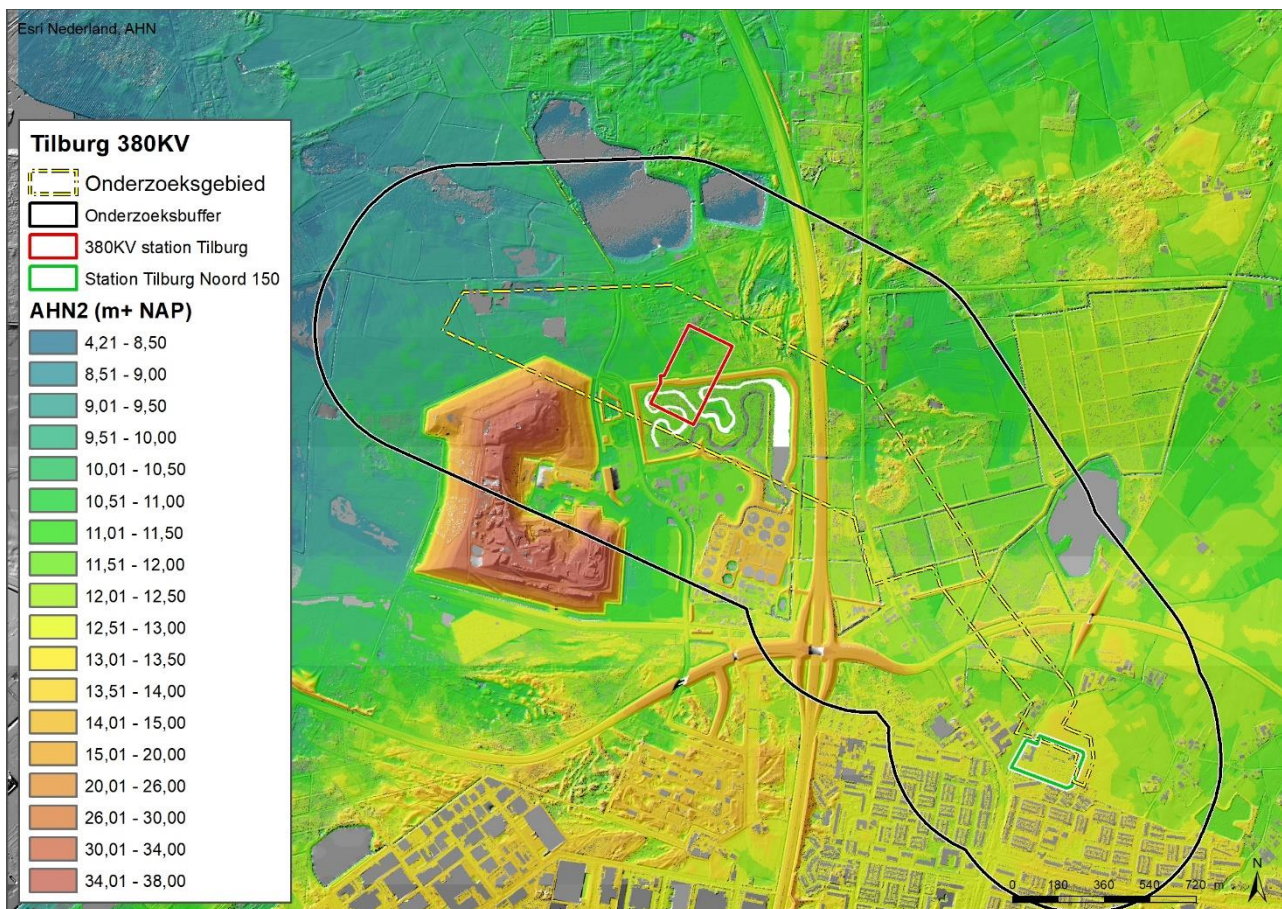 Esri Nederland, AHN
Tilburg 380KV
Onderzoeksgebied
Onderzoeksbuffer
380KV station Tilburg
Station Tilburg Noord 150
AHN2 (m+ NAP)
4,21 - 8,50
8,51 - 9,00
9,01 - 9,50
9,51 - 10,00
10,01 - 10,50
10,51 - 11,00
11,01 - 11,50
11,51 - 12,00
12,01 - 12,50
12,51 - 13,00
13,01 - 13,50
13,51 - 14,00
14,01 - 15,00
15,01 - 20,00
20,01 - 26,00
26,01 - 30,00
30,01 - 34,00
34,01 - 38,00
N
0 180 360 540 720 m